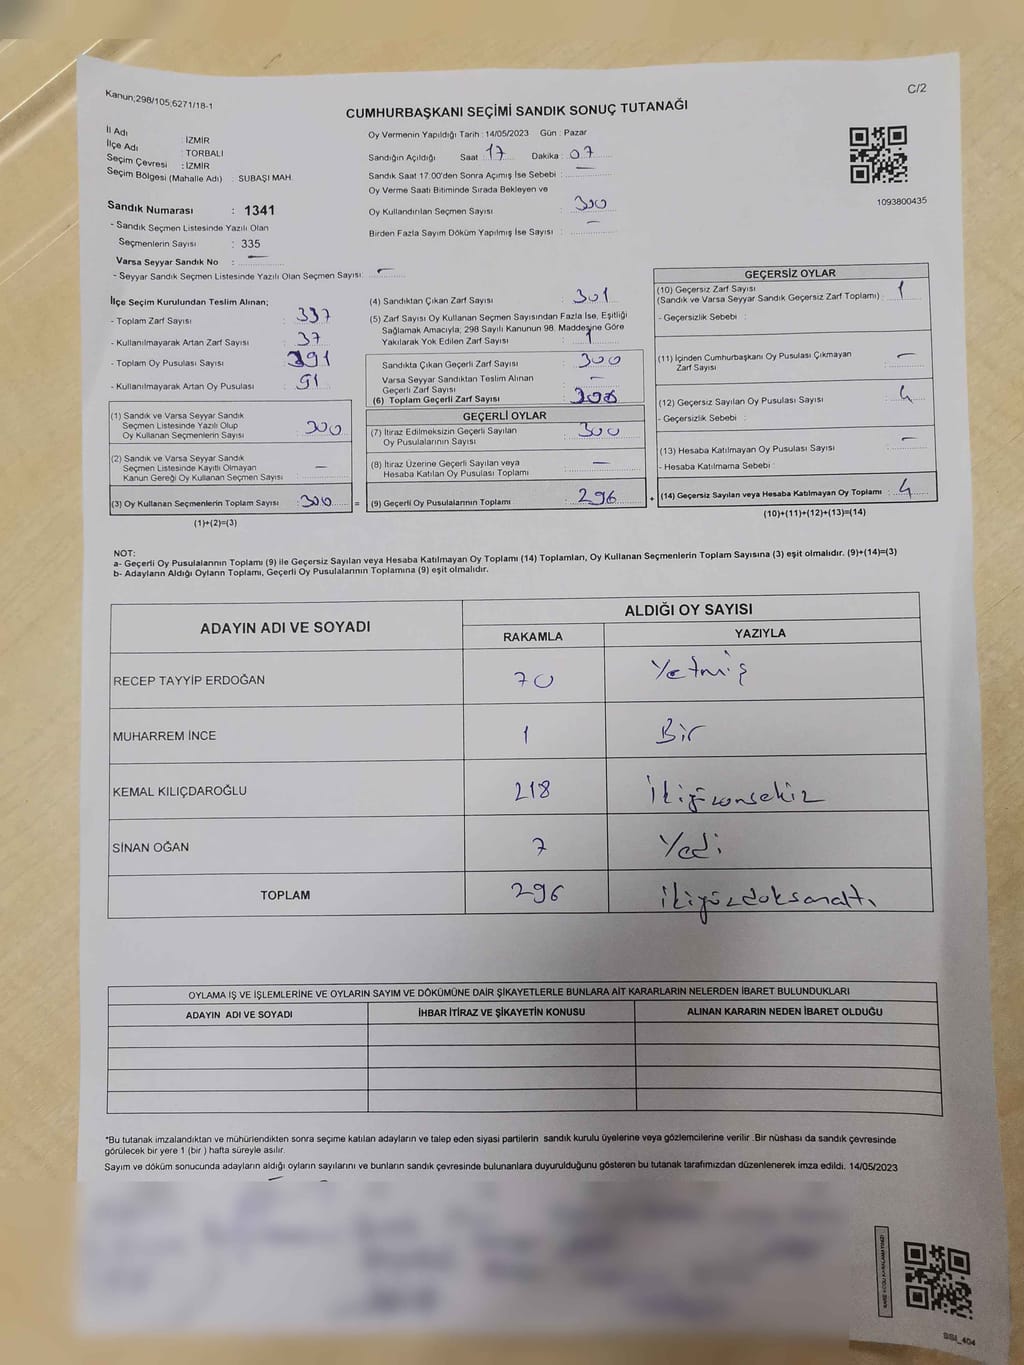 Kanun;298/105;6271/18-1
C/2
CUMHURBAŞKANI SEÇİMİ SANDIK SONUÇ TUTANAĞI
İl Adı : İZMİR
İlçe Adı : TORBALI
Seçim Çevresi : İZMİR
Seçim Bölgesi (Mahalle Adı) : SUBAŞI MAH.
Sandık Numarası : 1341
- Sandık Seçmen Listesinde Yazılı Olan
Seçmenlerin Sayısı : 335
Varsa Seyyar Sandık No : —
- Seyyar Sandık Seçmen Listesinde Yazılı Olan Seçmen Sayısı: —
Oy Vermenin Yapıldığı Tarih : 14/05/2023 Gün : Pazar
Sandığın Açıldığı Saat : 17 Dakika : 07
Sandık Saat 17:00'den Sonra Açımış İse Sebebi : —
Oy Verme Saati Bitiminde Sırada Bekleyen ve
Oy Kullandırılan Seçmen Sayısı : 300
Birden Fazla Sayım Döküm Yapılmış İse Sayısı : —
1093800435
İlçe Seçim Kurulundan Teslim Alınan;
- Toplam Zarf Sayısı : 337
- Kullanılmayarak Artan Zarf Sayısı : 37
- Toplam Oy Pusulası Sayısı : 391
- Kullanılmayarak Artan Oy Pusulası : 91
(1) Sandık ve Varsa Seyyar Sandık
Seçmen Listesinde Yazılı Olup
Oy Kullanan Seçmenlerin Sayısı : 300
(2) Sandık ve Varsa Seyyar Sandık
Seçmen Listesinde Kayıtlı Olmayan
Kanun Gereği Oy Kullanan Seçmen Sayısı : —
(3) Oy Kullanan Seçmenlerin Toplam Sayısı : 300 =
(1)+(2)=(3)
(4) Sandıktan Çıkan Zarf Sayısı : 301
(5) Zarf Sayısı Oy Kullanan Seçmen Sayısından Fazla İse, Eşitliği
Sağlamak Amacıyla, 298 Sayılı Kanunun 98. Maddesine Göre
Yakılarak Yok Edilen Zarf Sayısı : 1
Sandıkta Çıkan Geçerli Zarf Sayısı : 300
Varsa Seyyar Sandıktan Teslim Alınan
Geçerli Zarf Sayısı : —
(6) Toplam Geçerli Zarf Sayısı :
GEÇERLİ OYLAR
(7) İtiraz Edilmeksizin Geçerli Sayılan
Oy Pusulalarının Sayısı : 300
(8) İtiraz Üzerine Geçerli Sayılan veya
Hesaba Katılan Oy Pusulası Toplamı : —
(9) Geçerli Oy Pusulalarının Toplamı : 296 +
GEÇERSİZ OYLAR
(10) Geçersiz Zarf Sayısı
(Sandık ve Varsa Seyyar Sandık Geçersiz Zarf Toplamı) : 1
- Geçersizlik Sebebi :
(11) İçinden Cumhurbaşkanı Oy Pusulası Çıkmayan
Zarf Sayısı : —
(12) Geçersiz Sayılan Oy Pusulası Sayısı : 4
- Geçersizlik Sebebi :
(13) Hesaba Katılmayan Oy Pusulası Sayısı : —
- Hesaba Katılmama Sebebi :
(14) Geçersiz Sayılan veya Hesaba Katılmayan Oy Toplamı : 4
(10)+(11)+(12)+(13)=(14)
NOT:
a- Geçerli Oy Pusulalarının Toplamı (9) ile Geçersiz Sayılan veya Hesaba Katılmayan Oy Toplamı (14) Toplamları, Oy Kullanan Seçmenlerin Toplam Sayısına (3) eşit olmalıdır. (9)+(14)=(3)
b- Adayların Aldığı Oyların Toplamı, Geçerli Oy Pusulalarının Toplamına (9) eşit olmalıdır.
ADAYIN ADI VE SOYADI ALDIĞI OY SAYISI
RAKAMLA YAZIYLA
RECEP TAYYİP ERDOĞAN 70 Yetmiş
MUHARREM İNCE 1 Bir
KEMAL KILIÇDAROĞLU 218 İkiyüzonsekiz
SİNAN OĞAN 7 Yedi
TOPLAM 296 ikiyüzdoksanaltı
OYLAMA İŞ VE İŞLEMLERİNE VE OYLARIN SAYIM VE DÖKÜMÜNE DAİR ŞİKAYETLERLE BUNLARA AİT KARARLARIN NELERDEN İBARET BULUNDUKLARI
ADAYIN ADI VE SOYADI İHBAR İTİRAZ VE ŞİKAYETİN KONUSU ALINAN KARARIN NEDEN İBARET OLDUĞU
*Bu tutanak imzalandıktan ve mühürlendikten sonra seçime katılan adayların ve talep eden siyasi partilerin sandık kurulu üyelerine veya gözlemcilerine verilir .Bir nüshası da sandık çevresinde
görülecek bir yere 1 (bir ) hafta süreyle asılır.
Sayım ve döküm sonucunda adayların aldığı oyların sayılarını ve bunların sandık çevresinde bulunanlara duyurulduğunu gösteren bu tutanak tarafımızdan düzenlenerek imza edildi. 14/05/2023
SSI_404